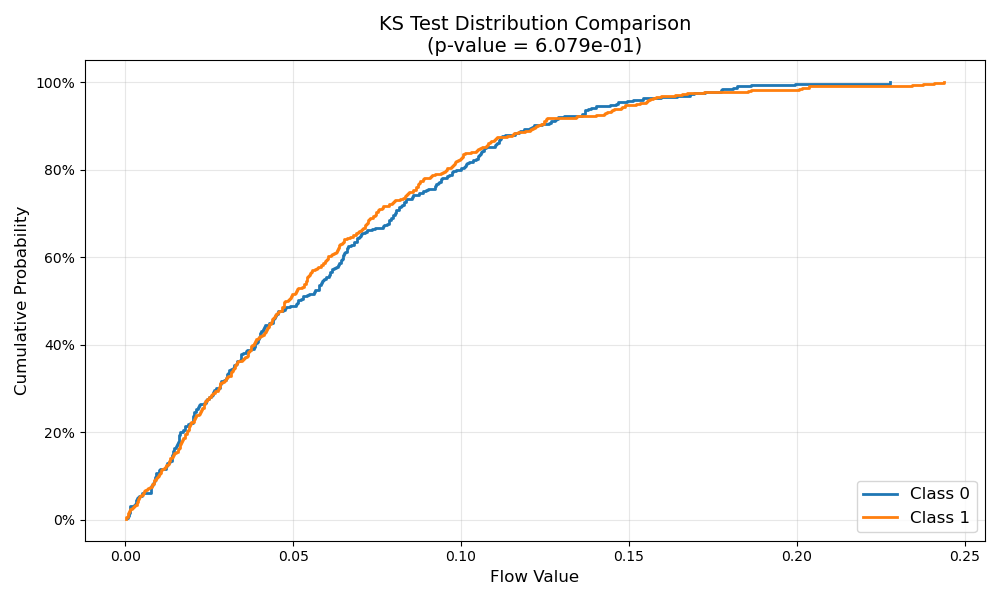 KS Test Distribution Comparison
(p-value = 6.079e-01)
Cumulative Probability
100%
80%
60%
40%
20%
0%
0.00
0.05
0.10
0.15
0.20
0.25
Flow Value
Class 0
Class 1